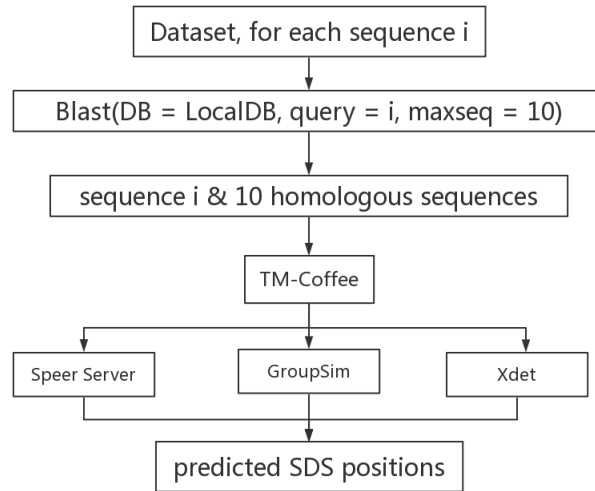 Dataset, for each sequence i
Blast(DB = LocalDB, query = i, maxseq = 10)
sequence i & 10 homologous sequences
TM-Coffee
Speer Server
GroupSim
Xdet
predicted SDS positions